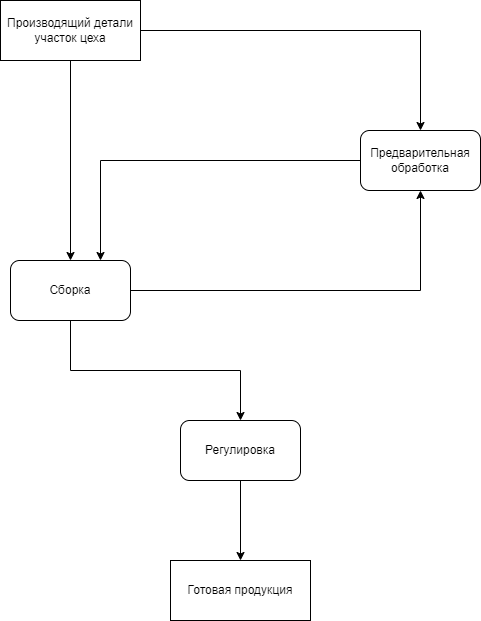 Производящий детали
участок цеха
Предварительная
обработка
Сборка
Регулировка
Готовая продукция